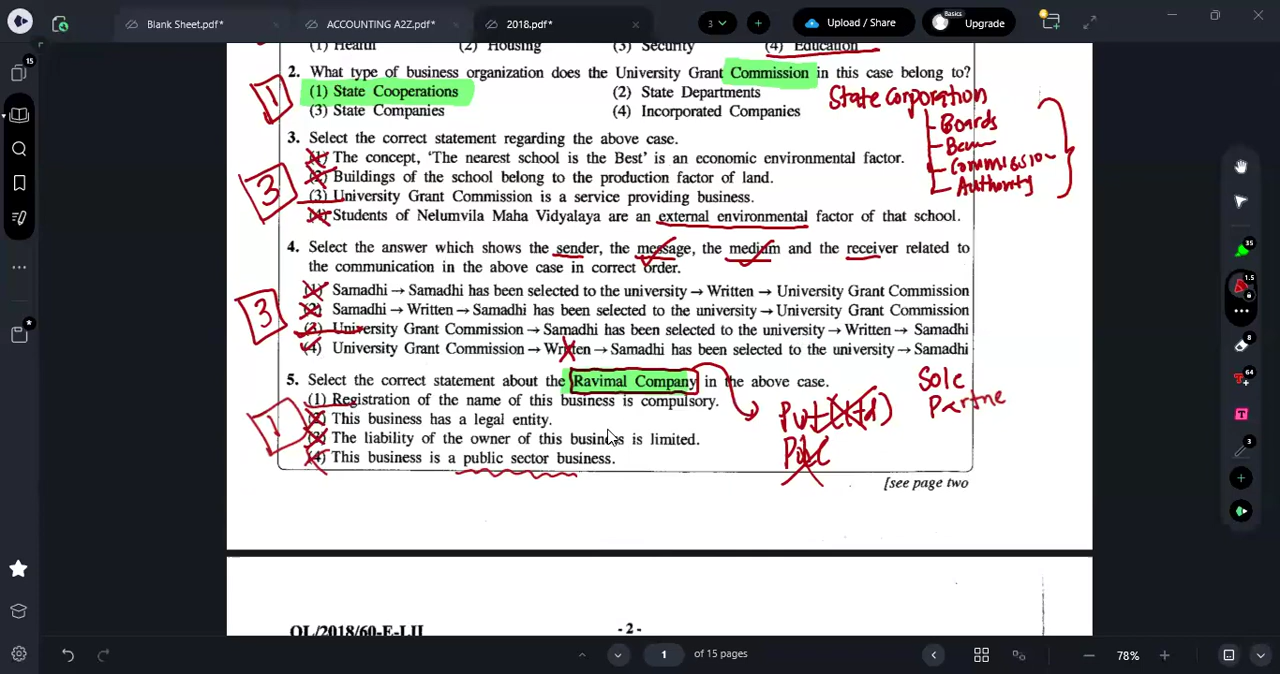 Blank Sheet.pdf*
ACCOUNTING A2Z.pdf*
2018.pdf*
3
Upload / Share
Basics
Upgrade
(1) Health (2) Housing (3) Security (4) Education
2. What type of business organization does the University Grant Commission in this case belong to?
(1) State Cooperations (2) State Departments
(3) State Companies (4) Incorporated Companies
1
State Corporation
Boards
Commission
Authority
3. Select the correct statement regarding the above case.
(1) The concept, 'The nearest school is the Best' is an economic environmental factor.
(2) Buildings of the school belong to the production factor of land.
(3) University Grant Commission is a service providing business.
(4) Students of Nelumvila Maha Vidyalaya are an external environmental factor of that school.
3
4. Select the answer which shows the sender, the message, the medium and the receiver related to
the communication in the above case in correct order.
(1) Samadhi → Samadhi has been selected to the university → Written → University Grant Commission
(2) Samadhi → Written → Samadhi has been selected to the university → University Grant Commission
(3) University Grant Commission → Samadhi has been selected to the university → Written → Samadhi
(4) University Grant Commission → Written → Samadhi has been selected to the university → Samadhi
3
5. Select the correct statement about the Ravimal Company in the above case.
(1) Registration of the name of this business is compulsory.
(2) This business has a legal entity.
(3) The liability of the owner of this business is limited.
(4) This business is a public sector business.
1
Sole
Partne
[see page two
OL/2018/60-E-I,II
- 2 -
1
of 15 pages
78%
15
35
1.5
8
64
3